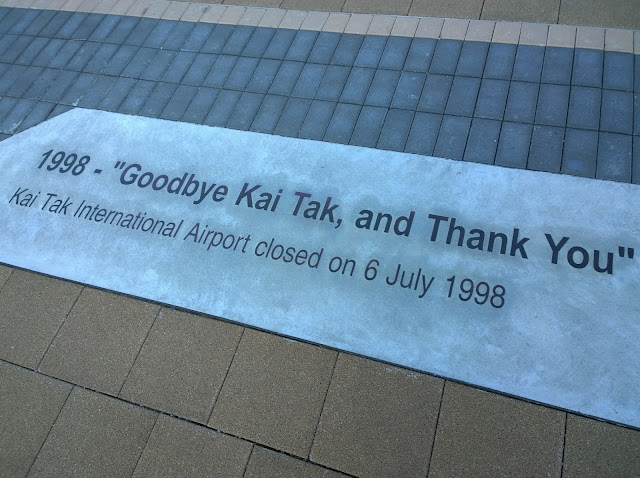 1998 - "Goodbye Kai Tak, and Thank You"
Kai Tak International Airport closed on 6 July 1998